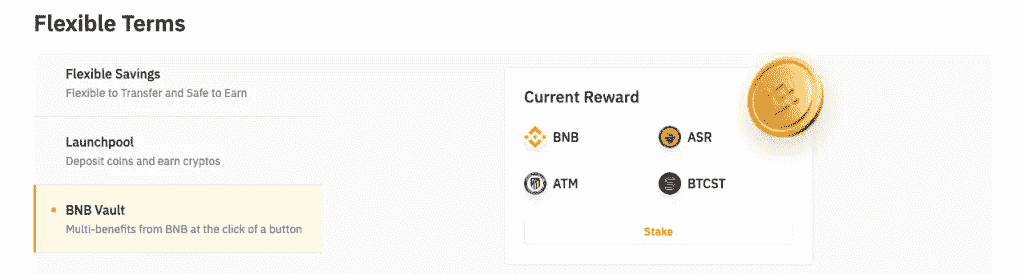 Flexible Terms
Flexible Savings
Flexible to Transfer and Safe to Earn
Launchpool
Deposit coins and earn cryptos
BNB Vault
Multi-benefits from BNB at the click of a button
Current Reward
BNB
ASR
ATM
BTCST
Stake